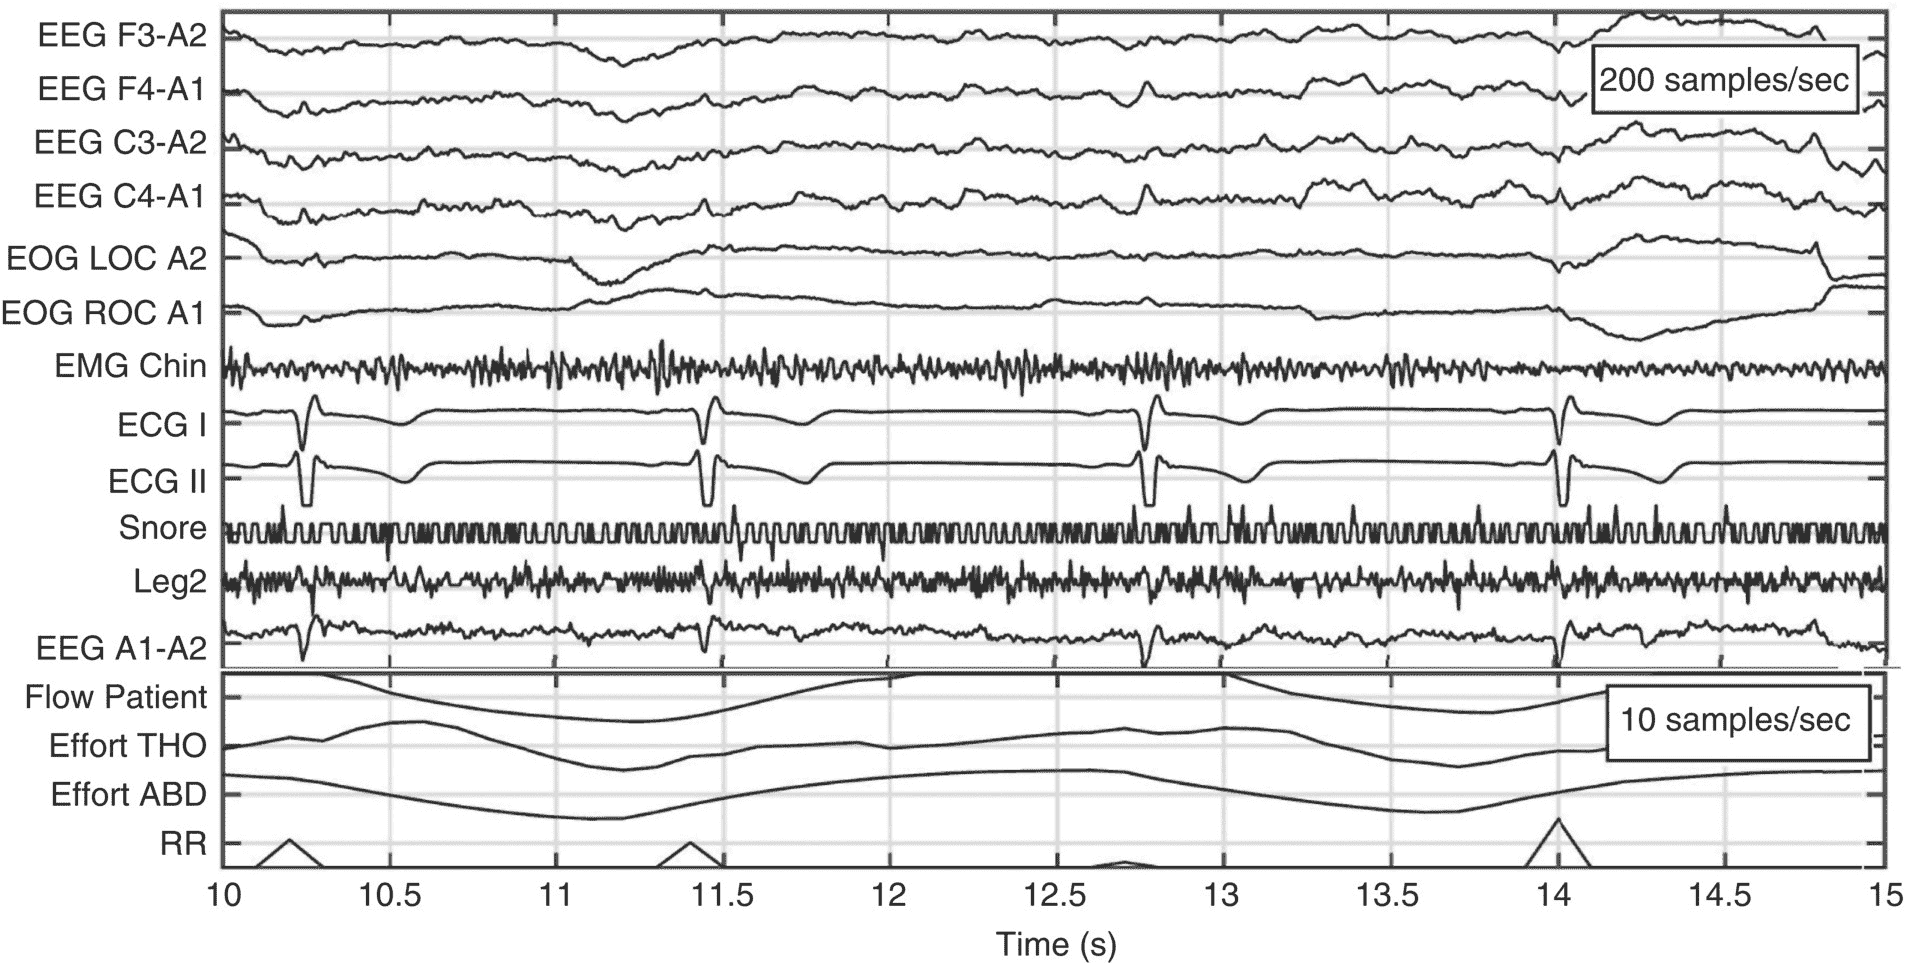 EEG F3-A2
200 samples/sec
EEG F4-A1
EEG C3-A2
EEG C4-A1
EOG LOC A2
EOG ROC A1
EMG Chin
ECG I
ECG II
Snore
Leg2
EEG A1-A2
Flow Patient
10 samples/sec
Effort THO
Effort ABD
RR
10 10.5 11 11.5 12 12.5 13 13.5 14 14.5 15
Time (s)